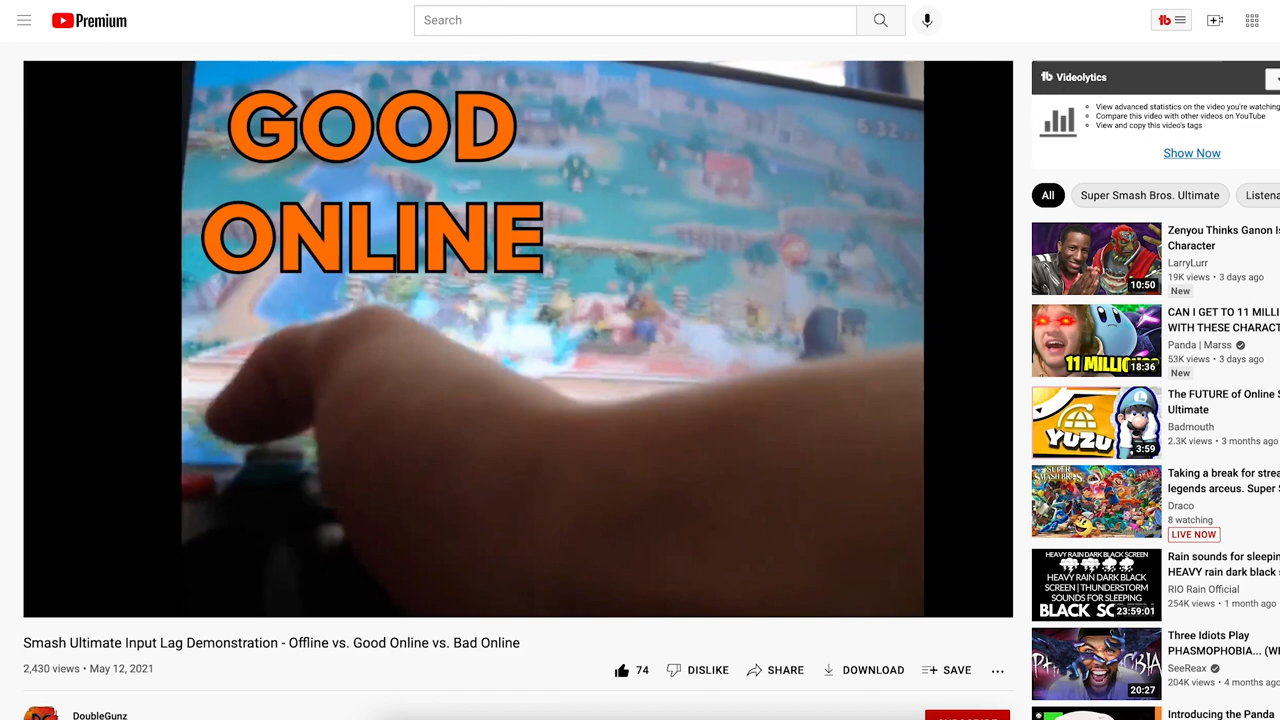 Premium
Search
GOOD
ONLINE
Smash Ultimate Input Lag Demonstration - Offline vs. Good Online vs. Bad Online
2,430 views • May 12, 2021
74
DISLIKE
SHARE
DOWNLOAD
SAVE
DoubleGunz
tb Videolytics
View advanced statistics on the video you're watching
Compare this video with other videos on YouTube
View and copy this video's tags
Show Now
All
Super Smash Bros. Ultimate
Listena
Zenyou Thinks Ganon Is
Character
LarryLurr
19K views • 3 days ago
New
10:50
CAN I GET TO 11 MILLI
WITH THESE CHARACT
Panda | Marss
53K views • 3 days ago
New
18:36
The FUTURE of Online S
Ultimate
Badmouth
2.3K views • 3 months ago
YUZU
3:59
Taking a break for strea
legends arceus. Super S
Draco
8 watching
LIVE NOW
SUPER
SMASH BROS
Rain sounds for sleepin
HEAVY rain dark black s
RIO Rain Official
254K views • 1 month ago
HEAVY RAIN DARK BLACK SCREEN
HEAVY RAIN DARK BLACK
SCREEN | THUNDERSTORM
SOUNDS FOR SLEEPING
BLACK SC
23:59:01
Three Idiots Play
PHASMOPHOBIA... (WI
SeeReax
204K views • 4 months ago
20:27
Introducing the Panda